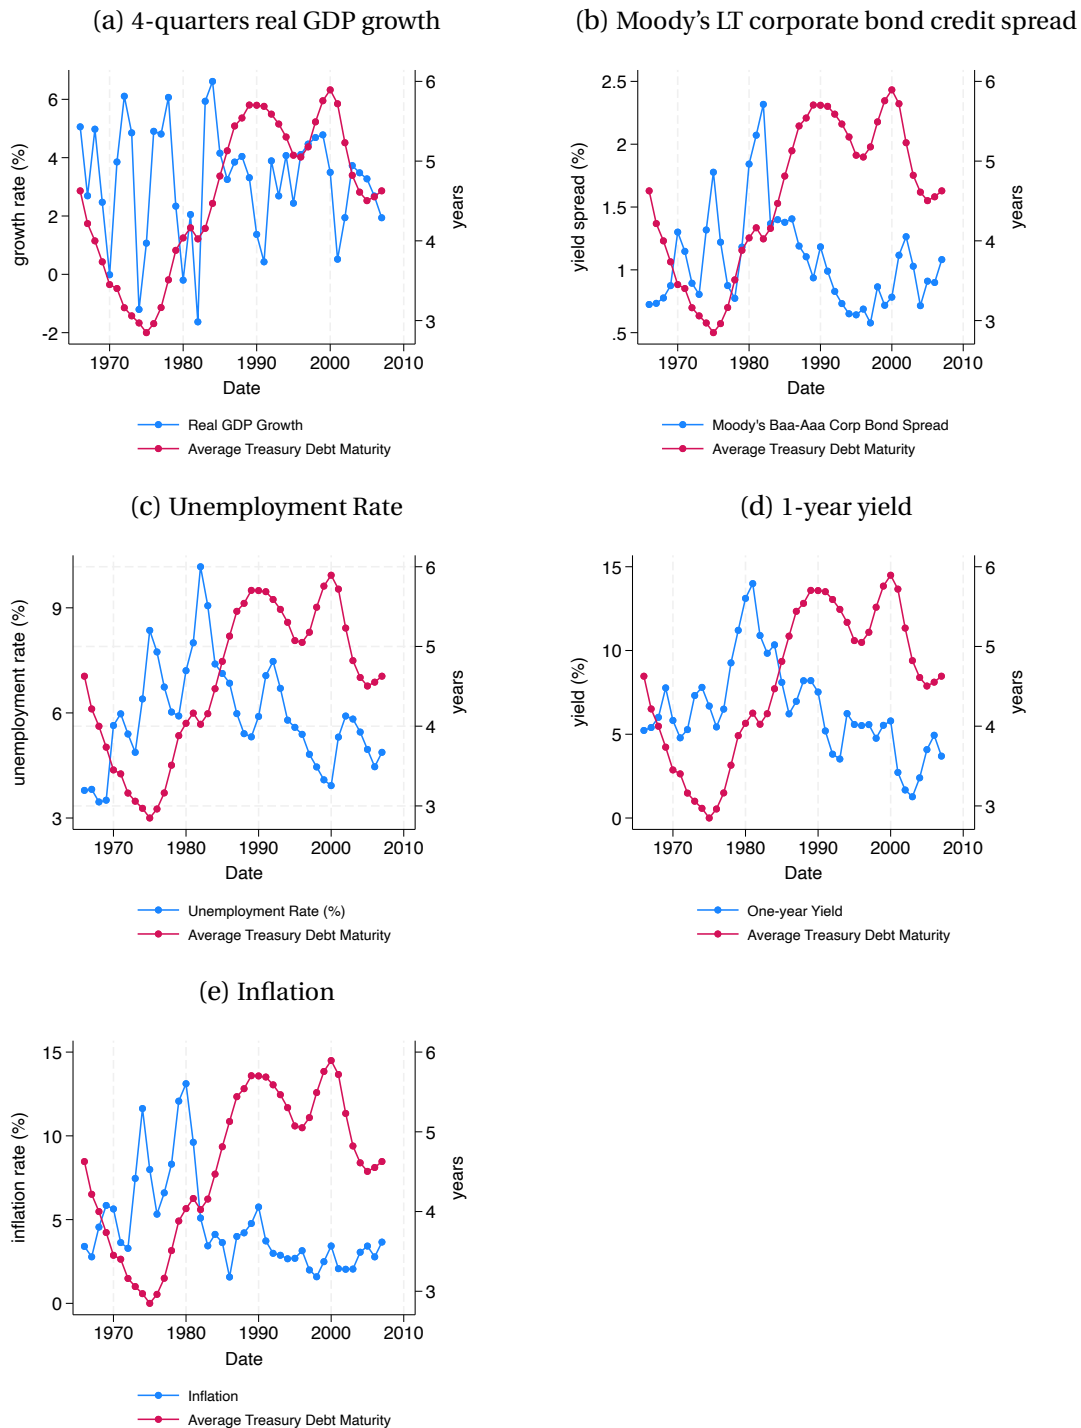 (a) 4-quarters real GDP growth
6
4
2
0
-2
growth rate (%)
6
5
4
3
years
1970 1980 1990 2000 2010
Date
Real GDP Growth
Average Treasury Debt Maturity
(b) Moody's LT corporate bond credit spread
2.5
2
1.5
1
.5
yield spread (%)
6
5
4
3
years
1970 1980 1990 2000 2010
Date
Moody's Baa-Aaa Corp Bond Spread
Average Treasury Debt Maturity
(c) Unemployment Rate
9
6
3
unemployment rate (%)
6
5
4
3
years
1970 1980 1990 2000 2010
Date
Unemployment Rate (%)
Average Treasury Debt Maturity
(d) 1-year yield
15
10
5
0
yield (%)
6
5
4
3
years
1970 1980 1990 2000 2010
Date
One-year Yield
Average Treasury Debt Maturity
(e) Inflation
15
10
5
0
inflation rate (%)
6
5
4
3
years
1970 1980 1990 2000 2010
Date
Inflation
Average Treasury Debt Maturity